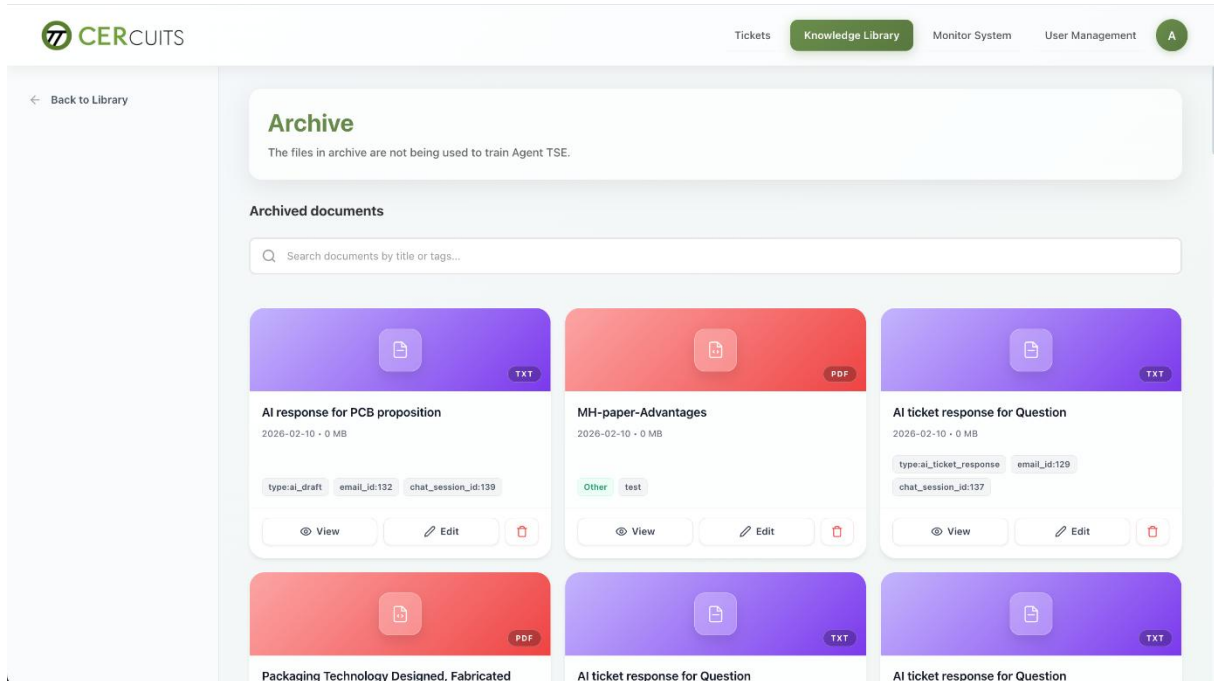 CERCUITS
Tickets
Knowledge Library
Monitor System
User Management
A
Back to Library
Archive
The files in archive are not being used to train Agent TSE.
Archived documents
Search documents by title or tags...
TXT
AI response for PCB proposition
2026-02-10 • 0 MB
type:ai_draft email_id:132 chat_session_id:139
View Edit
PDF
MH-paper-Advantages
2026-02-10 • 0 MB
Other test
View Edit
TXT
AI ticket response for Question
2026-02-10 • 0 MB
type:ai_ticket_response email_id:129
chat_session_id:137
View Edit
PDF
Packaging Technology Designed, Fabricated
TXT
AI ticket response for Question
TXT
AI ticket response for Question